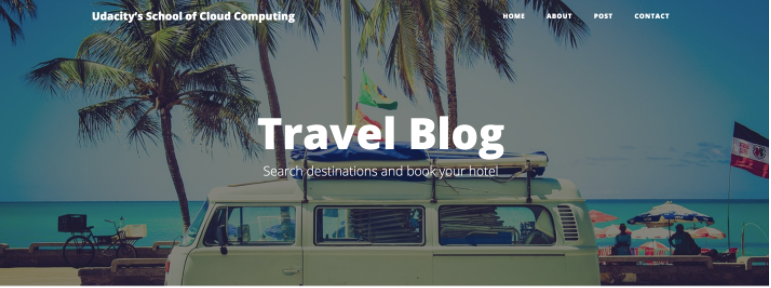 Udacity's School of Cloud Computing
HOME ABOUT POST CONTACT
Travel Blog
Search destinations and book your hotel